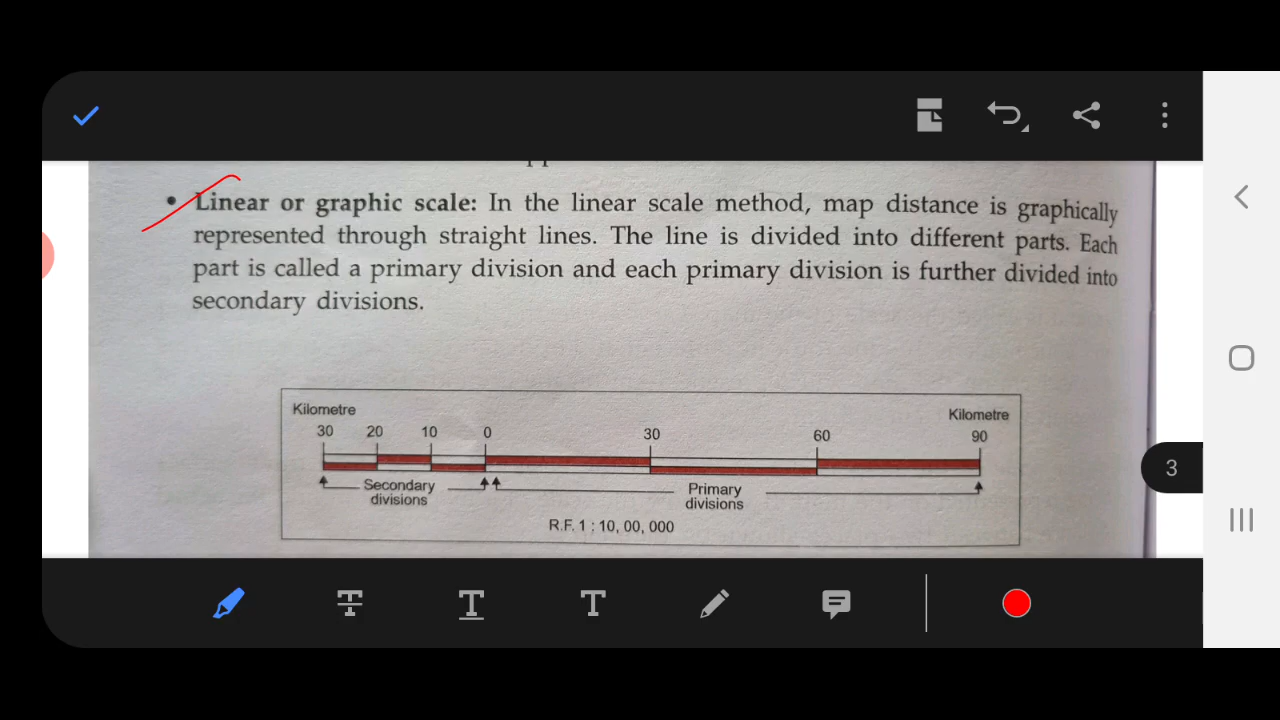 • Linear or graphic scale: In the linear scale method, map distance is graphically
represented through straight lines. The line is divided into different parts. Each
part is called a primary division and each primary division is further divided into
secondary divisions.
Kilometre Kilometre
30 20 10 0 30 60 90
Secondary divisions
Primary divisions
R.F. 1 : 10, 00, 000
3
T T T